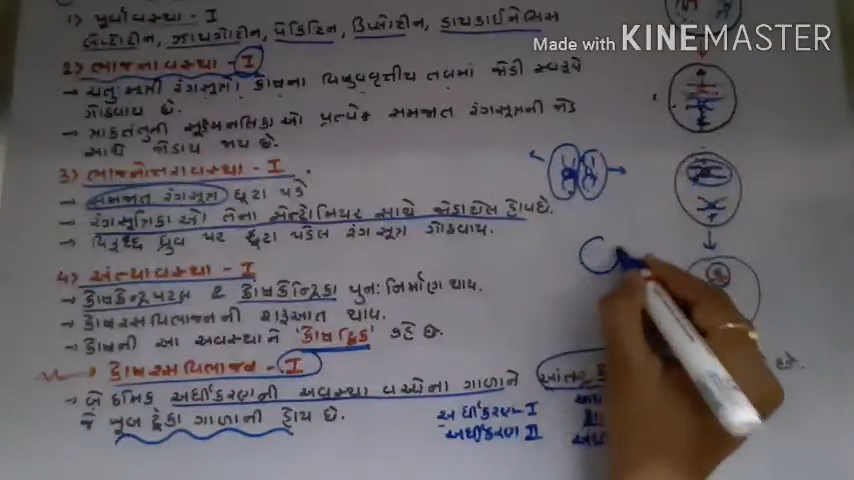 1) પૂર્વાવસ્થા - I
લેપ્ટોટીન, ઝાયગોટીન, પેકિટિન, ડિપ્લોટીન, ડાયકાઈનેસિસ
Made with KINEMASTER
2) ભાજનાવસ્થા - I
→ ચતુઃસૂત્રી રંગસૂત્રો કોષના વિષુવવૃત્તીય તલમાં જોડી સ્વરૂપે
ગોઠવાય છે.
→ ત્રાકતંતુની સૂક્ષ્મનલિકાઓ પ્રત્યેક સમજાત રંગસૂત્રની જોડ
સાથે જોડાય જાય છે.
3) ભાજનોત્તરાવસ્થા - I
→ સમજાત રંગસૂત્ર છૂટા પડે
→ રંગસૂત્રિકાઓ તેના સેન્ટ્રોમિયર સાથે જોડાયેલ હોય છે.
→ વિરૂદ્ધ ધ્રુવ પર છૂટા પડેલ રંગસૂત્ર ગોઠવાય.
4) અંત્યાવસ્થા - I
→ કોષકેન્દ્રપટલ & કોષકેન્દ્રિકા પુનઃનિર્માણ થાય.
→ કોષરસવિભાજનની શરૂઆત થાય.
→ કોષની આ અવસ્થાને 'કોષદ્વિક' કહે છે.
→ કોષરસવિભાજન - I
→ બે ક્રમિક અર્ધીકરણની અવસ્થા વચ્ચેના ગાળાને
જે ખૂબ ટૂંકા ગાળાની હોય છે.
અર્ધીકરણ - I
અર્ધીકરણ II